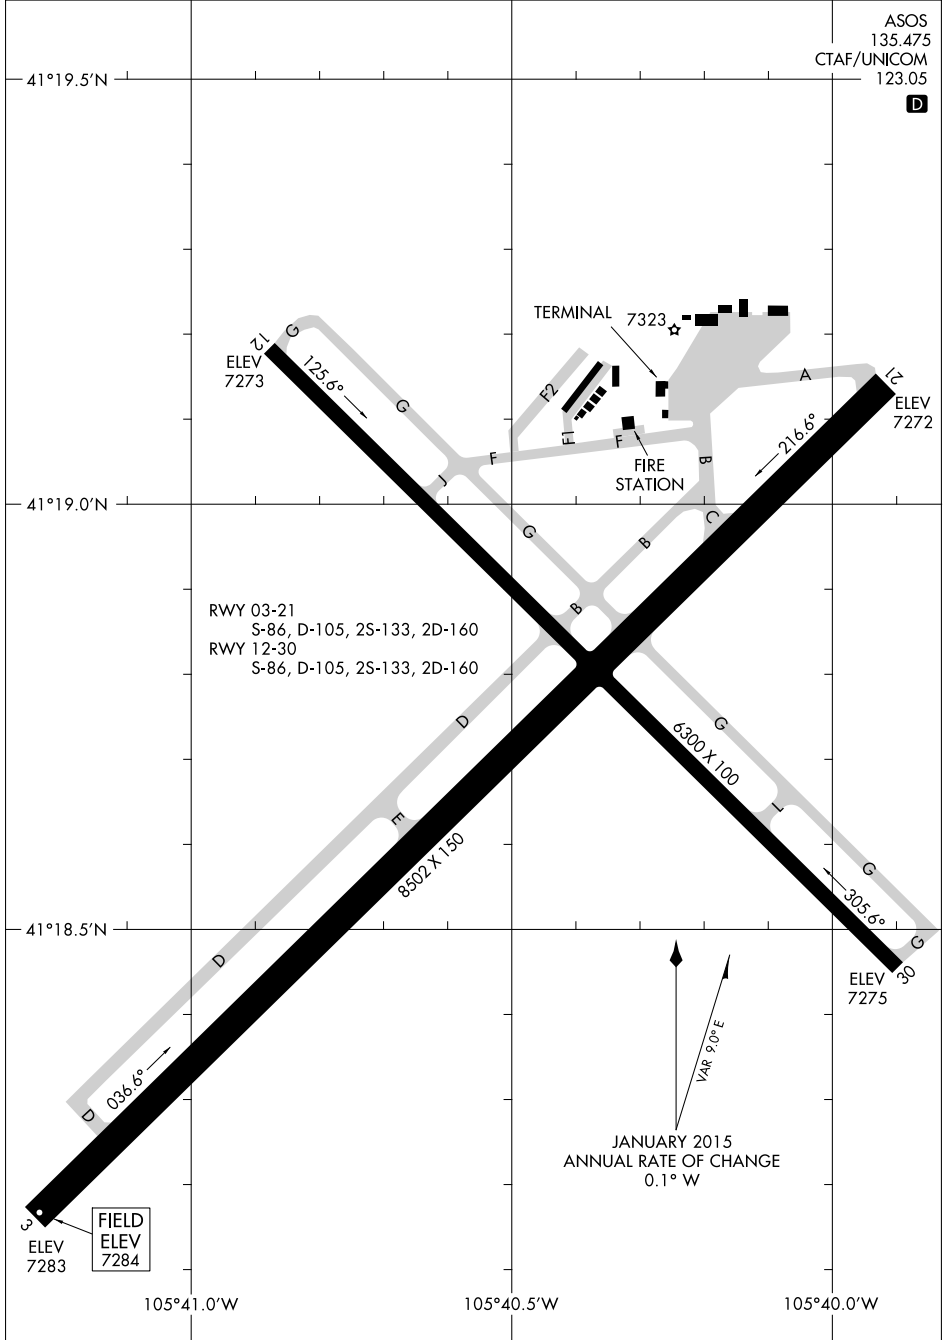 ASOS
135.475
CTAF/UNICOM
123.05
D
41°19.5'N
TERMINAL
7323
12
G
ELEV
7273
125.6°
G
F2
F1
F
F
FIRE
STATION
A
21
ELEV
7272
216.6°
B
J
41°19.0'N
G
B
C
B
RWY 03-21
S-86, D-105, 2S-133, 2D-160
RWY 12-30
S-86, D-105, 2S-133, 2D-160
D
G
6300 X 100
E
L
8502 X 150
G
305.6°
41°18.5'N
G
D
30
ELEV
7275
VAR 9.0° E
036.6°
D
JANUARY 2015
ANNUAL RATE OF CHANGE
0.1° W
3
FIELD
ELEV
7284
ELEV
7283
105°41.0'W
105°40.5'W
105°40.0'W